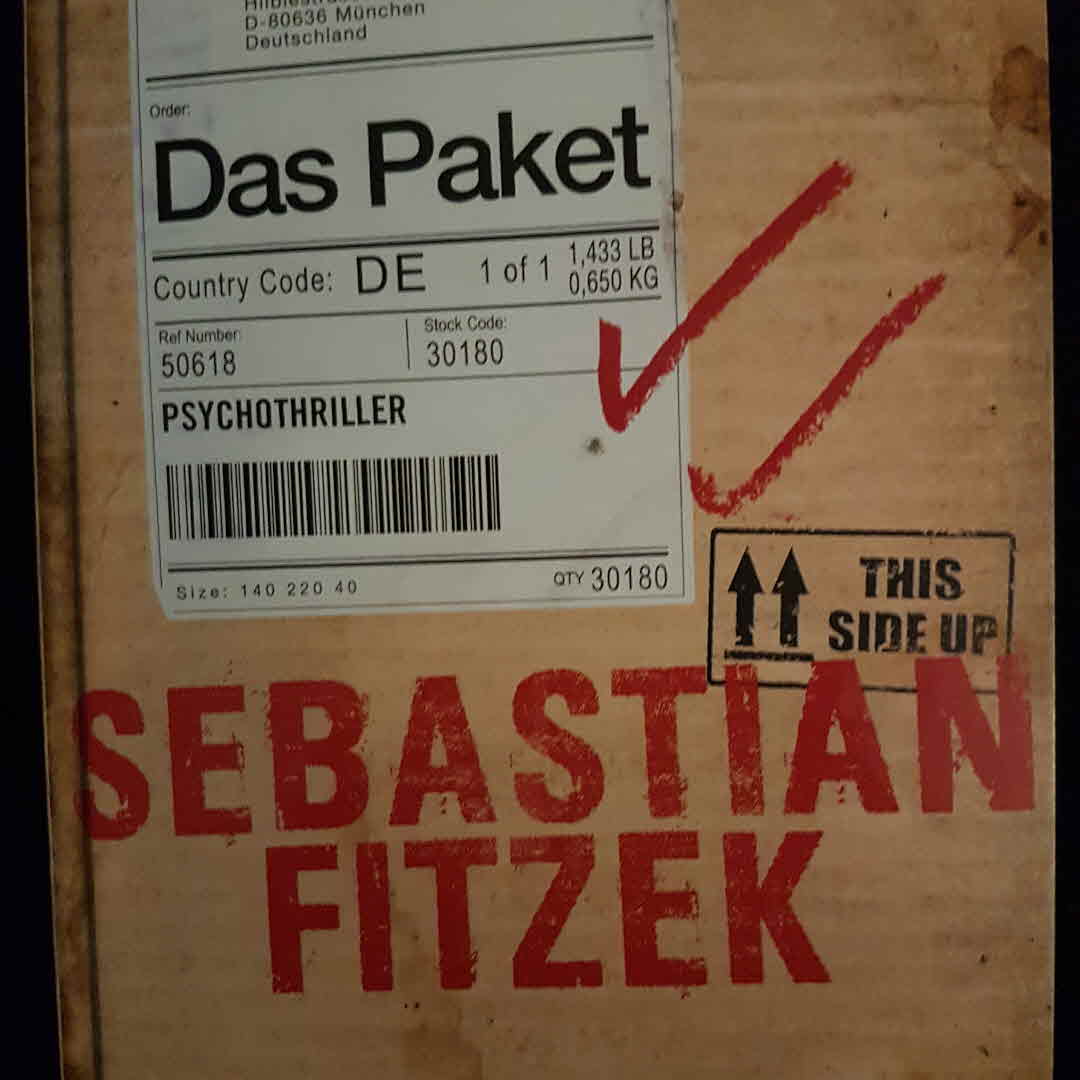 D-80636 München
Deutschland
Order:
Das Paket
Country Code: DE 1 of 1 1,433 LB
0,650 KG
Ref Number:
50618
Stock Code:
30180
PSYCHOTHRILLER
Size: 140 220 40
QTY 30180
THIS
SIDE UP
SEBASTIAN
FITZEK